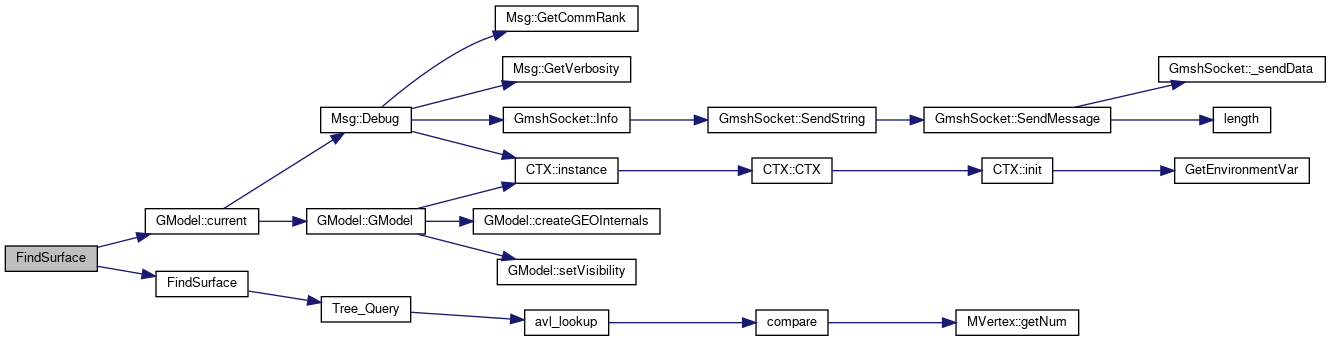 Msg::GetCommRank
Msg::GetVerbosity
GmshSocket::_sendData
Msg::Debug
GmshSocket::Info
GmshSocket::SendString
GmshSocket::SendMessage
length
CTX::instance
CTX::CTX
CTX::init
GetEnvironmentVar
GModel::current
GModel::GModel
GModel::createGEOInternals
FindSurface
GModel::setVisibility
FindSurface
Tree_Query
avl_lookup
compare
MVertex::getNum